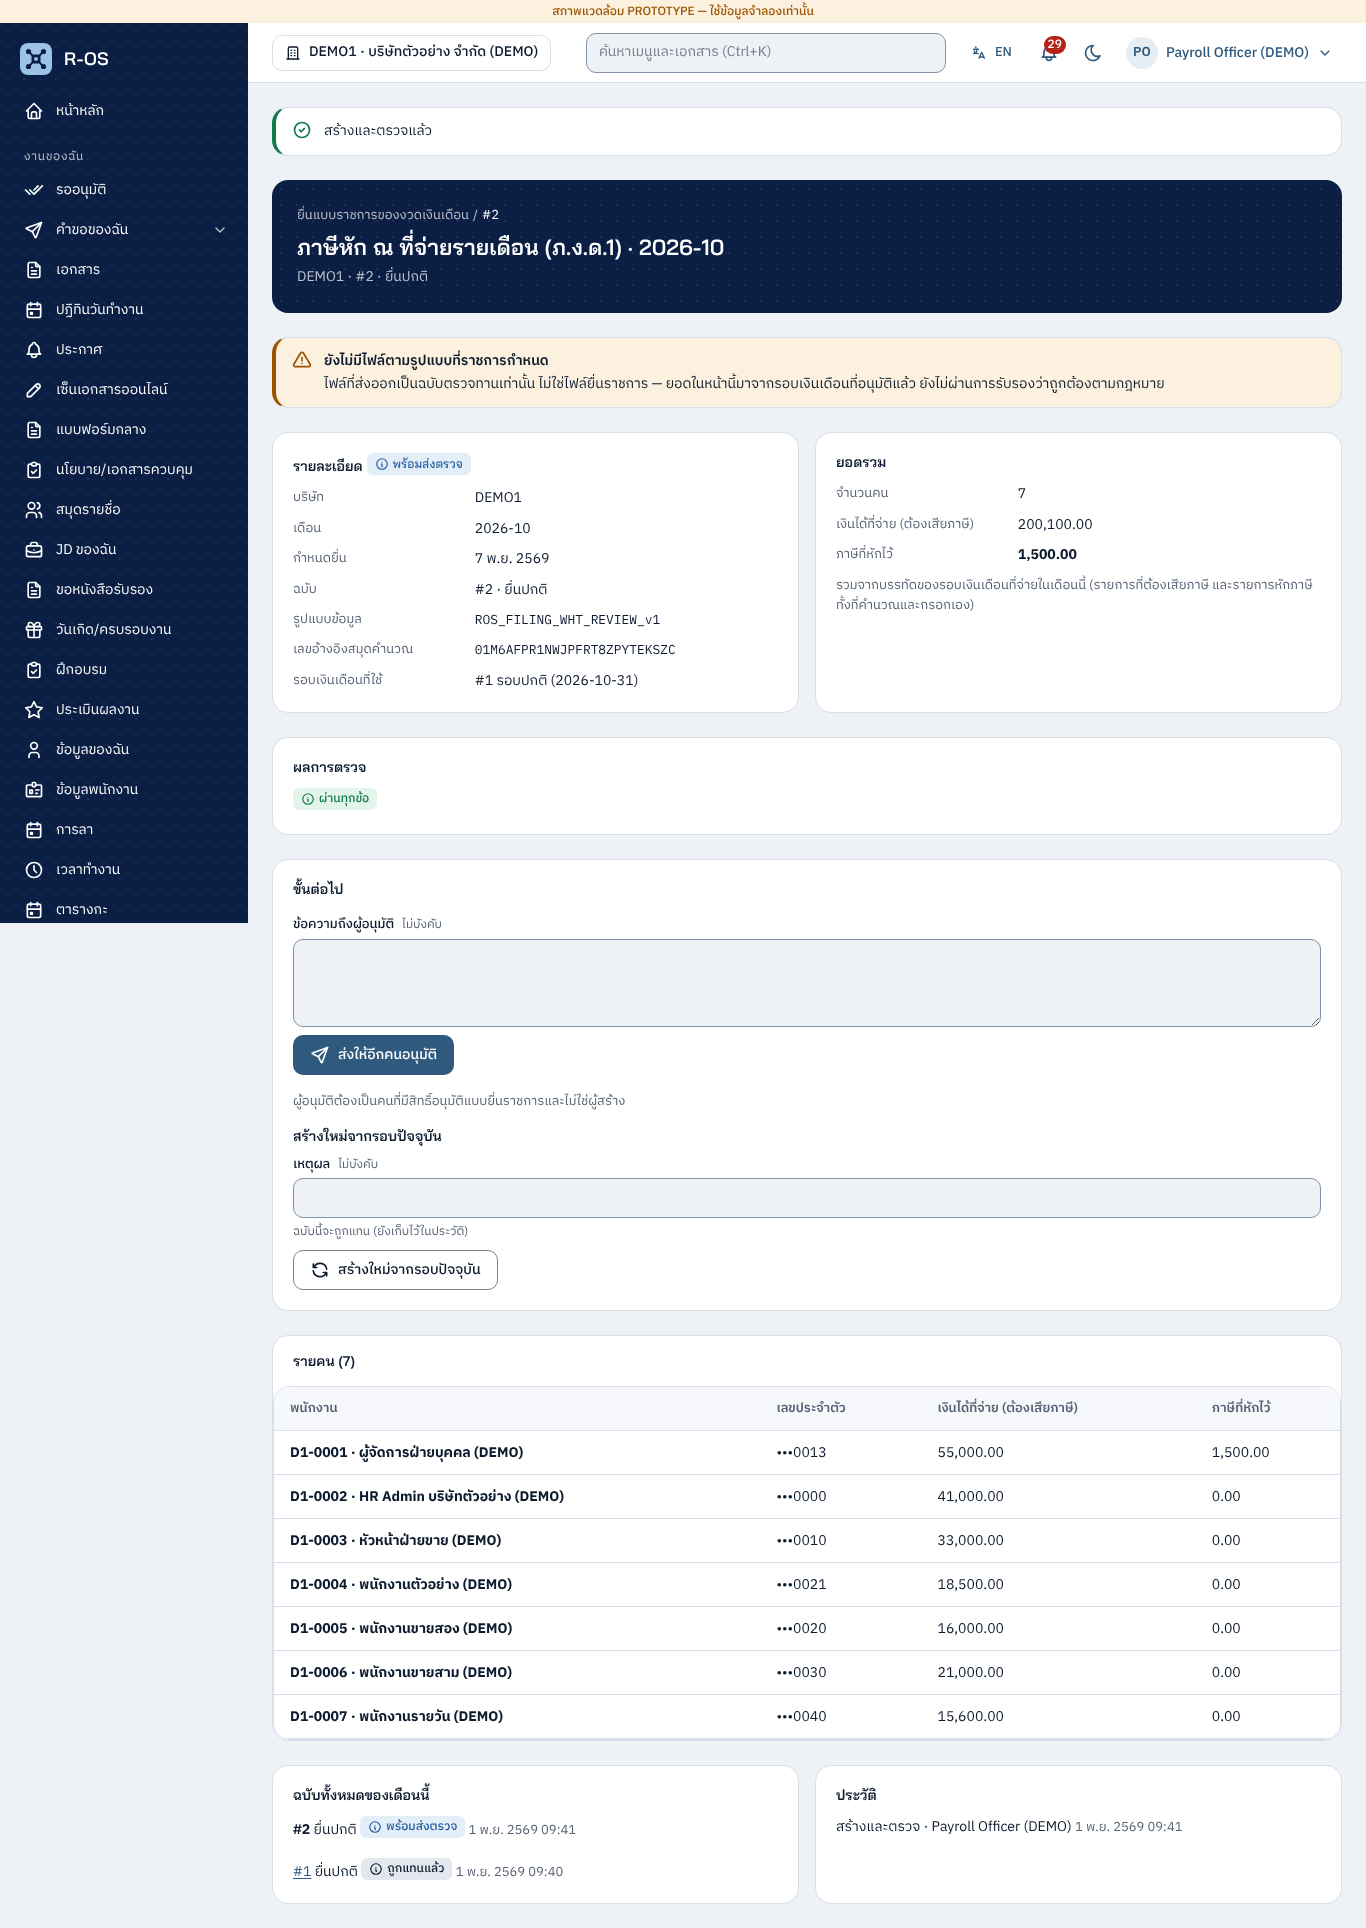 สภาพแวดล้อม PROTOTYPE — ใช้ข้อมูลจำลองเท่านั้น
R-OS
DEMO1 · บริษัทตัวอย่าง จำกัด (DEMO)
ค้นหาเมนูและเอกสาร (Ctrl+K)
EN
29
PO
Payroll Officer (DEMO)
หน้าหลัก
งานของฉัน
รออนุมัติ
คำขอของฉัน
เอกสาร
ปฏิทินวันทำงาน
ประกาศ
เซ็นเอกสารออนไลน์
แบบฟอร์มกลาง
นโยบาย/เอกสารควบคุม
สมุดรายชื่อ
JD ของฉัน
ขอหนังสือรับรอง
วันเกิด/ครบรอบงาน
ฝึกอบรม
ประเมินผลงาน
ข้อมูลของฉัน
ข้อมูลพนักงาน
การลา
เวลาทำงาน
ตารางกะ
สร้างและตรวจแล้ว
ยื่นแบบราชการของงวดเงินเดือน / #2
ภาษีหัก ณ ที่จ่ายรายเดือน (ภ.ง.ด.1) · 2026-10
DEMO1 · #2 · ยื่นปกติ
ยังไม่มีไฟล์ตามรูปแบบที่ราชการกำหนด
ไฟล์ที่ส่งออกเป็นฉบับตรวจทานเท่านั้น ไม่ใช่ไฟล์ยื่นราชการ — ยอดในหน้านี้มาจากรอบเงินเดือนที่อนุมัติแล้ว ยังไม่ผ่านการรับรองว่าถูกต้องตามกฎหมาย
รายละเอียด พร้อมส่งตรวจ
บริษัท DEMO1
เดือน 2026-10
กำหนดยื่น 7 พ.ย. 2569
ฉบับ #2 · ยื่นปกติ
รูปแบบข้อมูล ROS_FILING_WHT_REVIEW_v1
เลขอ้างอิงสมุดคำนวณ 01M6AFPR1NWJPFRT8ZPYTEKSZC
รอบเงินเดือนที่ใช้ #1 รอบปกติ (2026-10-31)
ยอดรวม
จำนวนคน 7
เงินได้ที่จ่าย (ต้องเสียภาษี) 200,100.00
ภาษีที่หักไว้ 1,500.00
รวมจากบรรทัดของรอบเงินเดือนที่จ่ายในเดือนนี้ (รายการที่ต้องเสียภาษี และรายการหักภาษี
ทั้งที่คำนวณและกรอกเอง)
ผลการตรวจ
ผ่านทุกข้อ
ขั้นต่อไป
ข้อความถึงผู้อนุมัติ ไม่บังคับ
ส่งให้อีกคนอนุมัติ
ผู้อนุมัติต้องเป็นคนที่มีสิทธิ์อนุมัติแบบยื่นราชการและไม่ใช่ผู้สร้าง
สร้างใหม่จากรอบปัจจุบัน
เหตุผล ไม่บังคับ
ฉบับนี้จะถูกแทน (ยังเก็บไว้ในประวัติ)
สร้างใหม่จากรอบปัจจุบัน
รายคน (7)
พนักงาน เลขประจำตัว เงินได้ที่จ่าย (ต้องเสียภาษี) ภาษีที่หักไว้
D1-0001 · ผู้จัดการฝ่ายบุคคล (DEMO) •••0013 55,000.00 1,500.00
D1-0002 · HR Admin บริษัทตัวอย่าง (DEMO) •••0000 41,000.00 0.00
D1-0003 · หัวหน้าฝ่ายขาย (DEMO) •••0010 33,000.00 0.00
D1-0004 · พนักงานตัวอย่าง (DEMO) •••0021 18,500.00 0.00
D1-0005 · พนักงานขายสอง (DEMO) •••0020 16,000.00 0.00
D1-0006 · พนักงานขายสาม (DEMO) •••0030 21,000.00 0.00
D1-0007 · พนักงานรายวัน (DEMO) •••0040 15,600.00 0.00
ฉบับทั้งหมดของเดือนนี้
#2 ยื่นปกติ พร้อมส่งตรวจ 1 พ.ย. 2569 09:41
#1 ยื่นปกติ ถูกแทนแล้ว 1 พ.ย. 2569 09:40
ประวัติ
สร้างและตรวจ · Payroll Officer (DEMO) 1 พ.ย. 2569 09:41